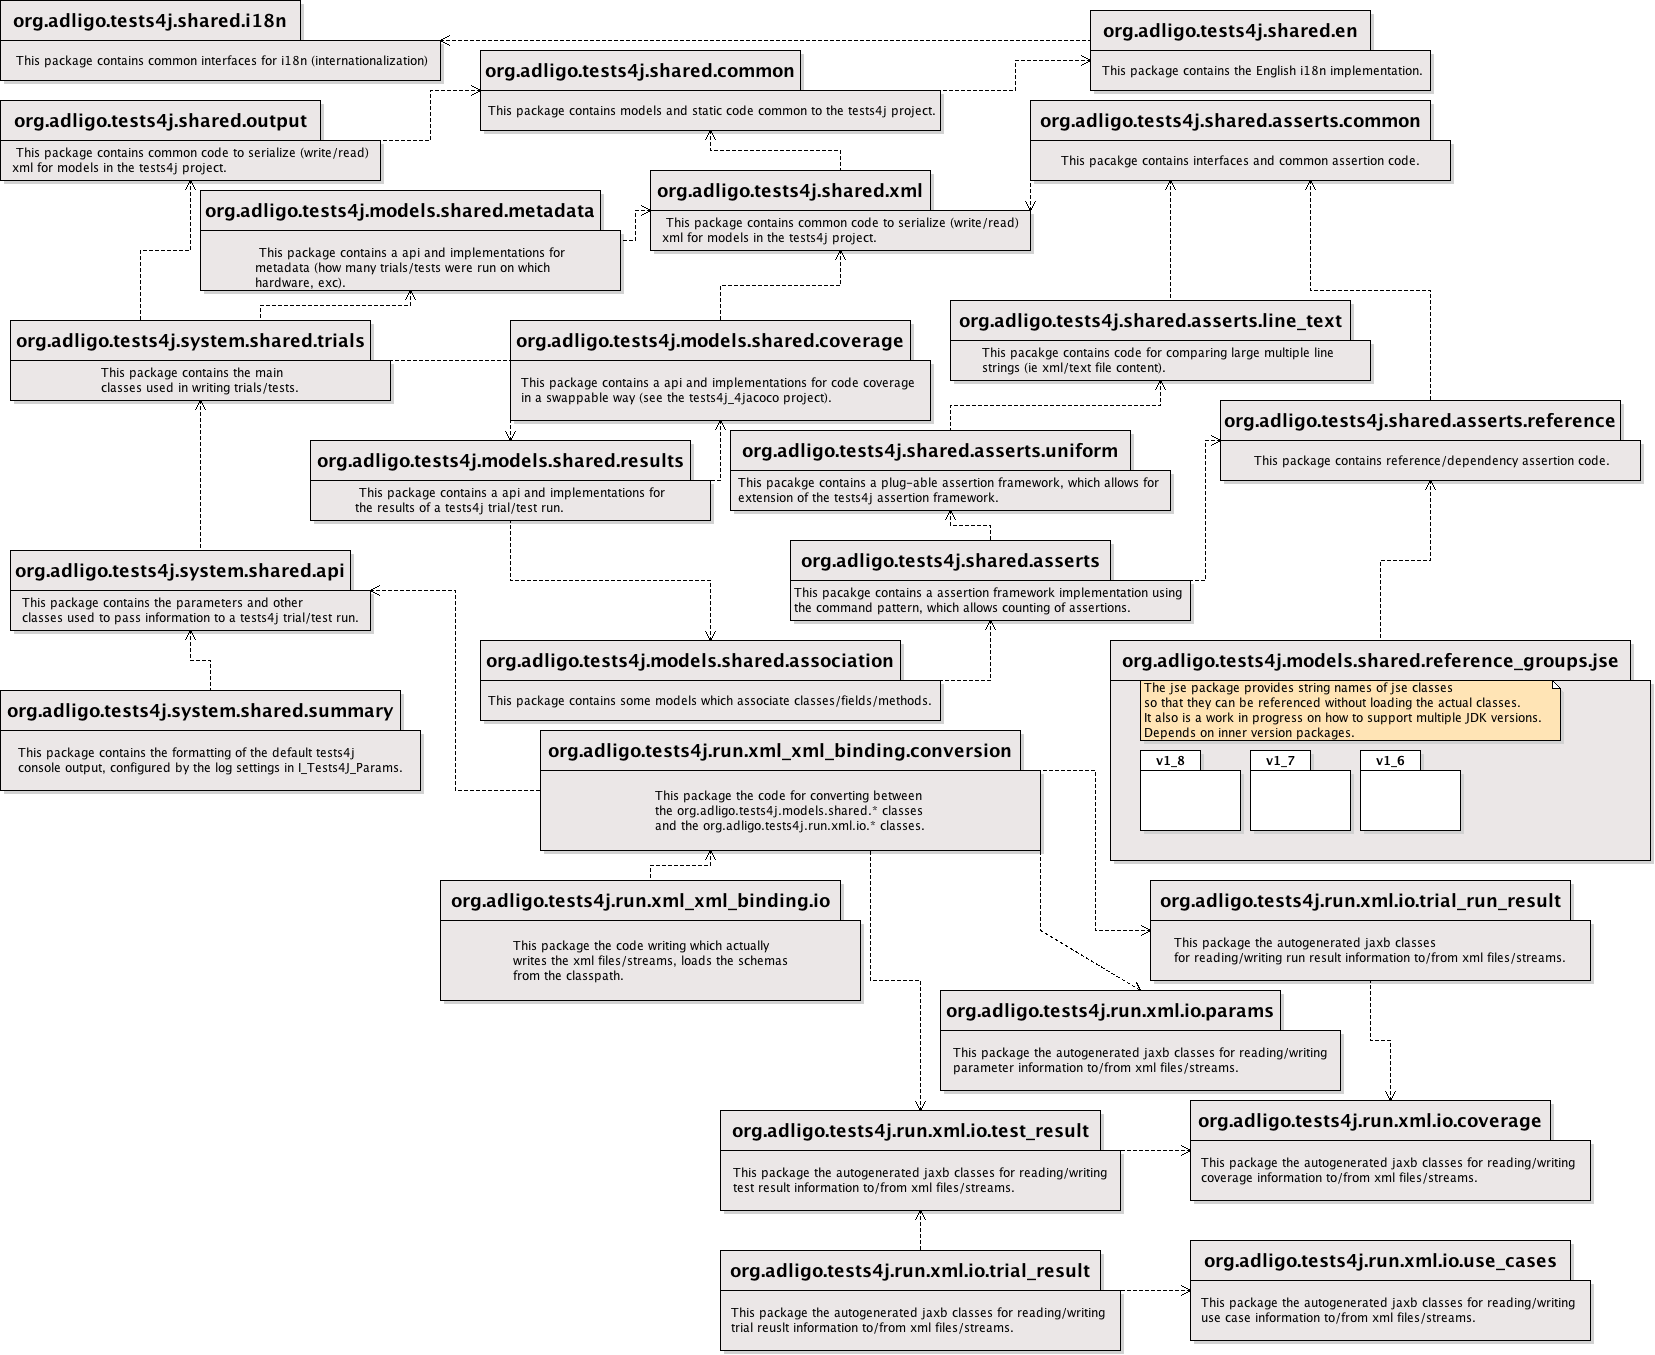 org.adligo.tests4j.shared.i18n
This package contains common interfaces for i18n (internationalization)
org.adligo.tests4j.shared.en
This package contains the English i18n implementation.
org.adligo.tests4j.shared.common
This package contains models and static code common to the tests4j project.
org.adligo.tests4j.shared.output
This package contains common code to serialize (write/read)
xml for models in the tests4j project.
org.adligo.tests4j.shared.asserts.common
This pacakge contains interfaces and common assertion code.
org.adligo.tests4j.shared.xml
This package contains common code to serialize (write/read)
xml for models in the tests4j project.
org.adligo.tests4j.models.shared.metadata
This package contains a api and implementations for
metadata (how many trials/tests were run on which
hardware, exc).
org.adligo.tests4j.system.shared.trials
This package contains the main
classes used in writing trials/tests.
org.adligo.tests4j.models.shared.coverage
This package contains a api and implementations for code coverage
in a swappable way (see the tests4j_4jacoco project).
org.adligo.tests4j.shared.asserts.line_text
This pacakge contains code for comparing large multiple line
strings (ie xml/text file content).
org.adligo.tests4j.shared.asserts.reference
This package contains reference/dependency assertion code.
org.adligo.tests4j.models.shared.results
This package contains a api and implementations for
the results of a tests4j trial/test run.
org.adligo.tests4j.shared.asserts.uniform
This pacakge contains a plug-able assertion framework, which allows for
extension of the tests4j assertion framework.
org.adligo.tests4j.shared.asserts
This pacakge contains a assertion framework implementation using
the command pattern, which allows counting of assertions.
org.adligo.tests4j.system.shared.api
This package contains the parameters and other
classes used to pass information to a tests4j trial/test run.
org.adligo.tests4j.models.shared.association
This package contains some models which associate classes/fields/methods.
org.adligo.tests4j.models.shared.reference_groups.jse
The jse package provides string names of jse classes
so that they can be referenced without loading the actual classes.
It also is a work in progress on how to support multiple JDK versions.
Depends on inner version packages.
v1_8
v1_7
v1_6
org.adligo.tests4j.system.shared.summary
This package contains the formatting of the default tests4j
console output, configured by the log settings in I_Tests4J_Params.
org.adligo.tests4j.run.xml_xml_binding.conversion
This package the code for converting between
the org.adligo.tests4j.models.shared.* classes
and the org.adligo.tests4j.run.xml.io.* classes.
org.adligo.tests4j.run.xml_xml_binding.io
This package the code writing which actually
writes the xml files/streams, loads the schemas
from the classpath.
org.adligo.tests4j.run.xml.io.trial_run_result
This package the autogenerated jaxb classes
for reading/writing run result information to/from xml files/streams.
org.adligo.tests4j.run.xml.io.params
This package the autogenerated jaxb classes for reading/writing
parameter information to/from xml files/streams.
org.adligo.tests4j.run.xml.io.test_result
This package the autogenerated jaxb classes for reading/writing
test result information to/from xml files/streams.
org.adligo.tests4j.run.xml.io.coverage
This package the autogenerated jaxb classes for reading/writing
coverage information to/from xml files/streams.
org.adligo.tests4j.run.xml.io.trial_result
This package the autogenerated jaxb classes for reading/writing
trial reuslt information to/from xml files/streams.
org.adligo.tests4j.run.xml.io.use_cases
This package the autogenerated jaxb classes for reading/writing
use case information to/from xml files/streams.